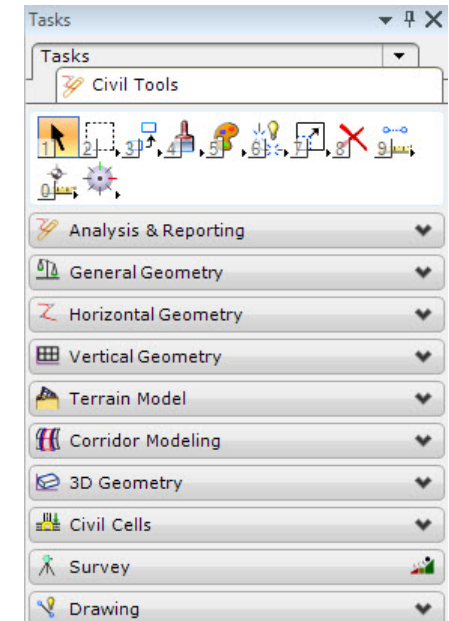 Tasks
Tasks
Civil Tools
1 2 3 4 5 6 7 8 9
0
Analysis & Reporting
General Geometry
Horizontal Geometry
Vertical Geometry
Terrain Model
Corridor Modeling
3D Geometry
Civil Cells
Survey
Drawing